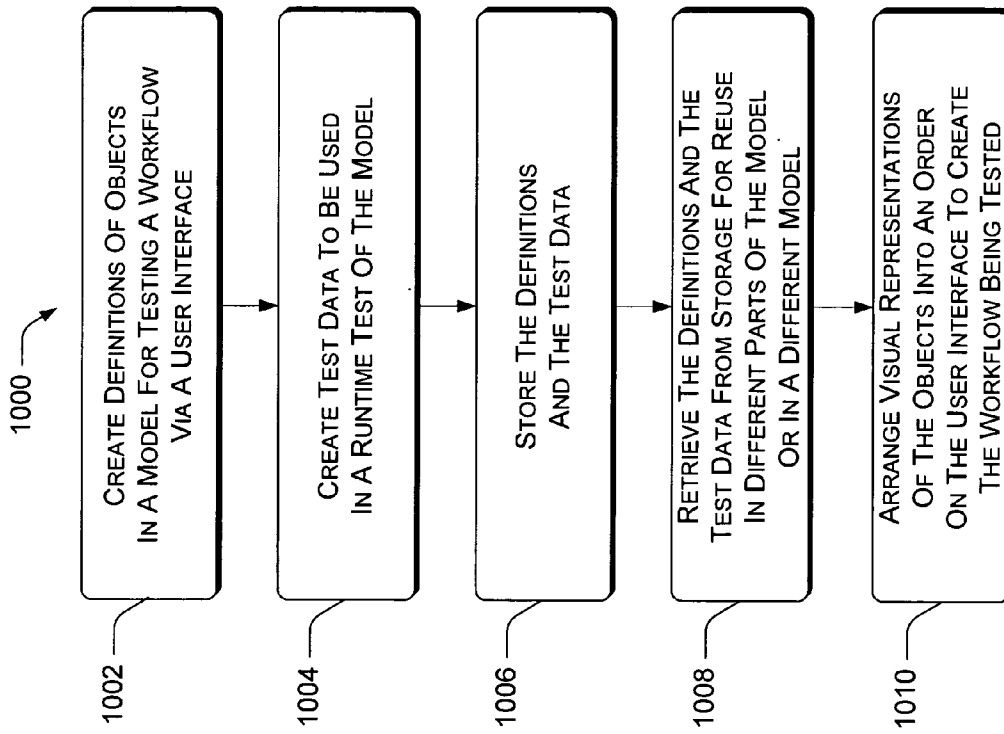 1000
1002
CREATE DEFINITIONS OF OBJECTS
IN A MODEL FOR TESTING A WORKFLOW
VIA A USER INTERFACE
1004
CREATE TEST DATA TO BE USED
IN A RUNTIME TEST OF THE MODEL
1006
STORE THE DEFINITIONS
AND THE TEST DATA
1008
RETRIEVE THE DEFINITIONS AND THE
TEST DATA FROM STORAGE FOR REUSE
IN DIFFERENT PARTS OF THE MODEL
OR IN A DIFFERENT MODEL
1010
ARRANGE VISUAL REPRESENTATIONS
OF THE OBJECTS INTO AN ORDER
ON THE USER INTERFACE TO CREATE
THE WORKFLOW BEING TESTED